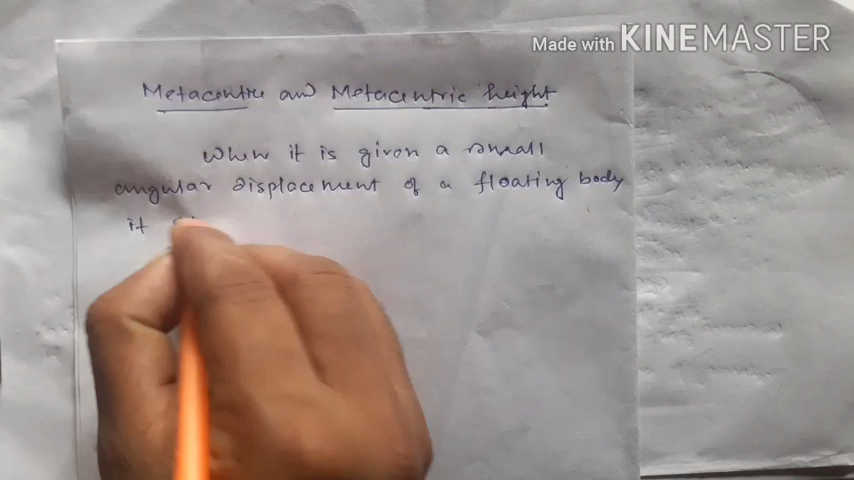 Made with KINEMASTER
Metacentre and Metacentric height
When it is given a small
angular displacement of a floating body
it